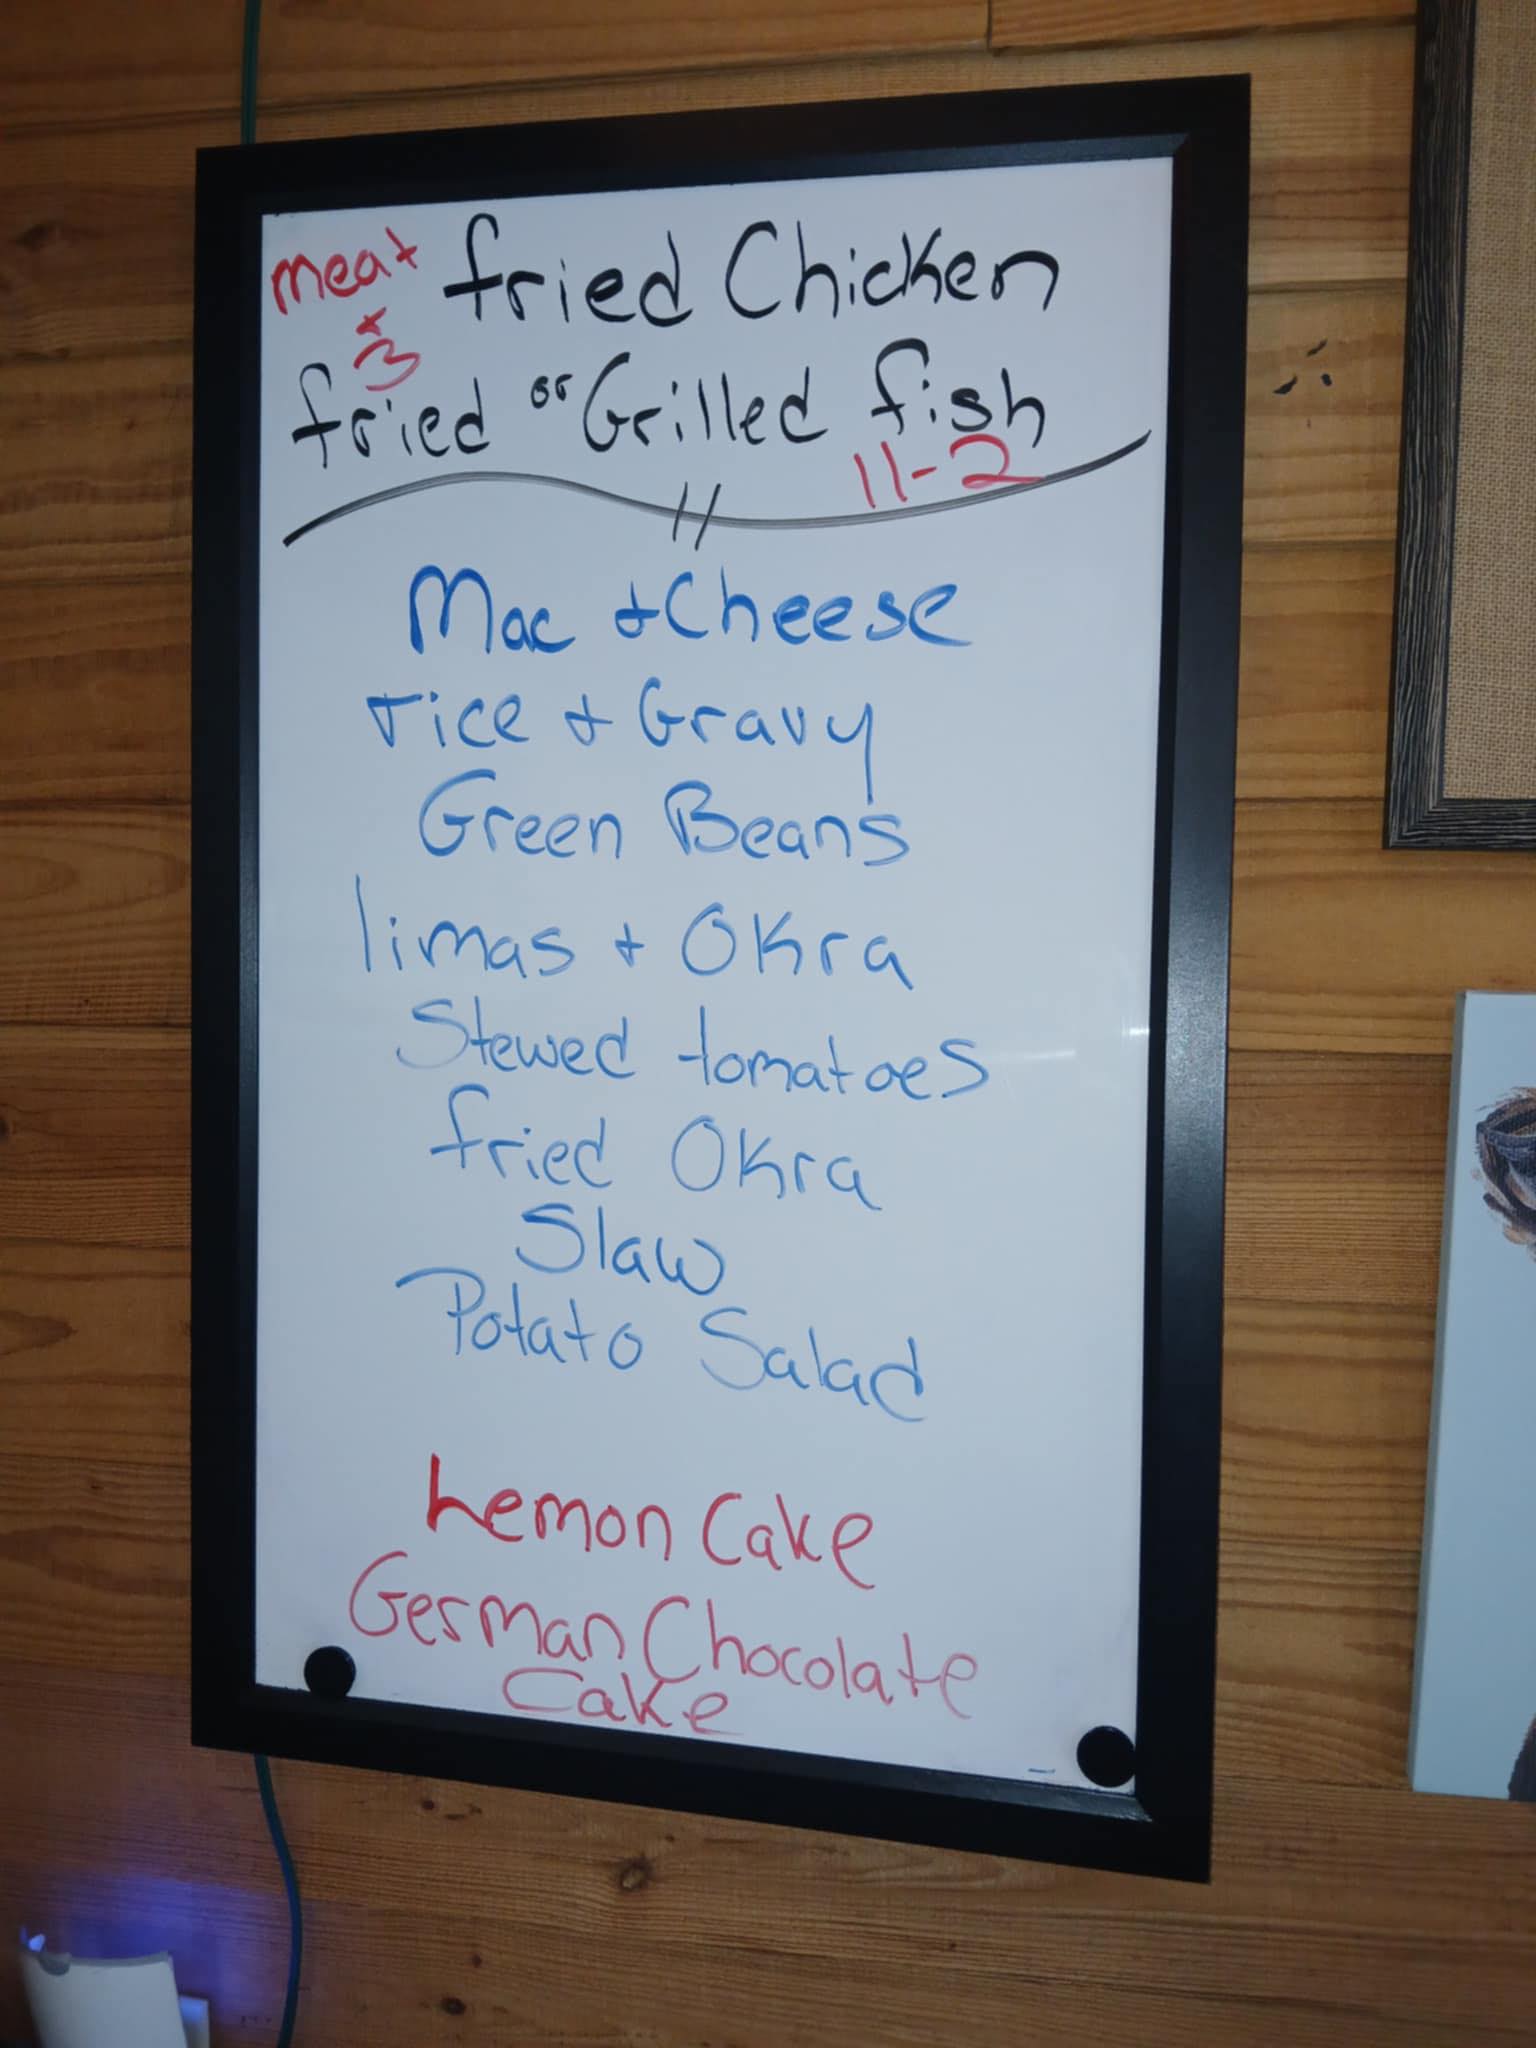 meat
+
3
fried Chicken
fried or Grilled fish
11-2
Mac + Cheese
rice + Gravy
Green Beans
limas + Okra
Stewed tomatoes
fried Okra
Slaw
Potato Salad
Lemon Cake
German Chocolate
Cake